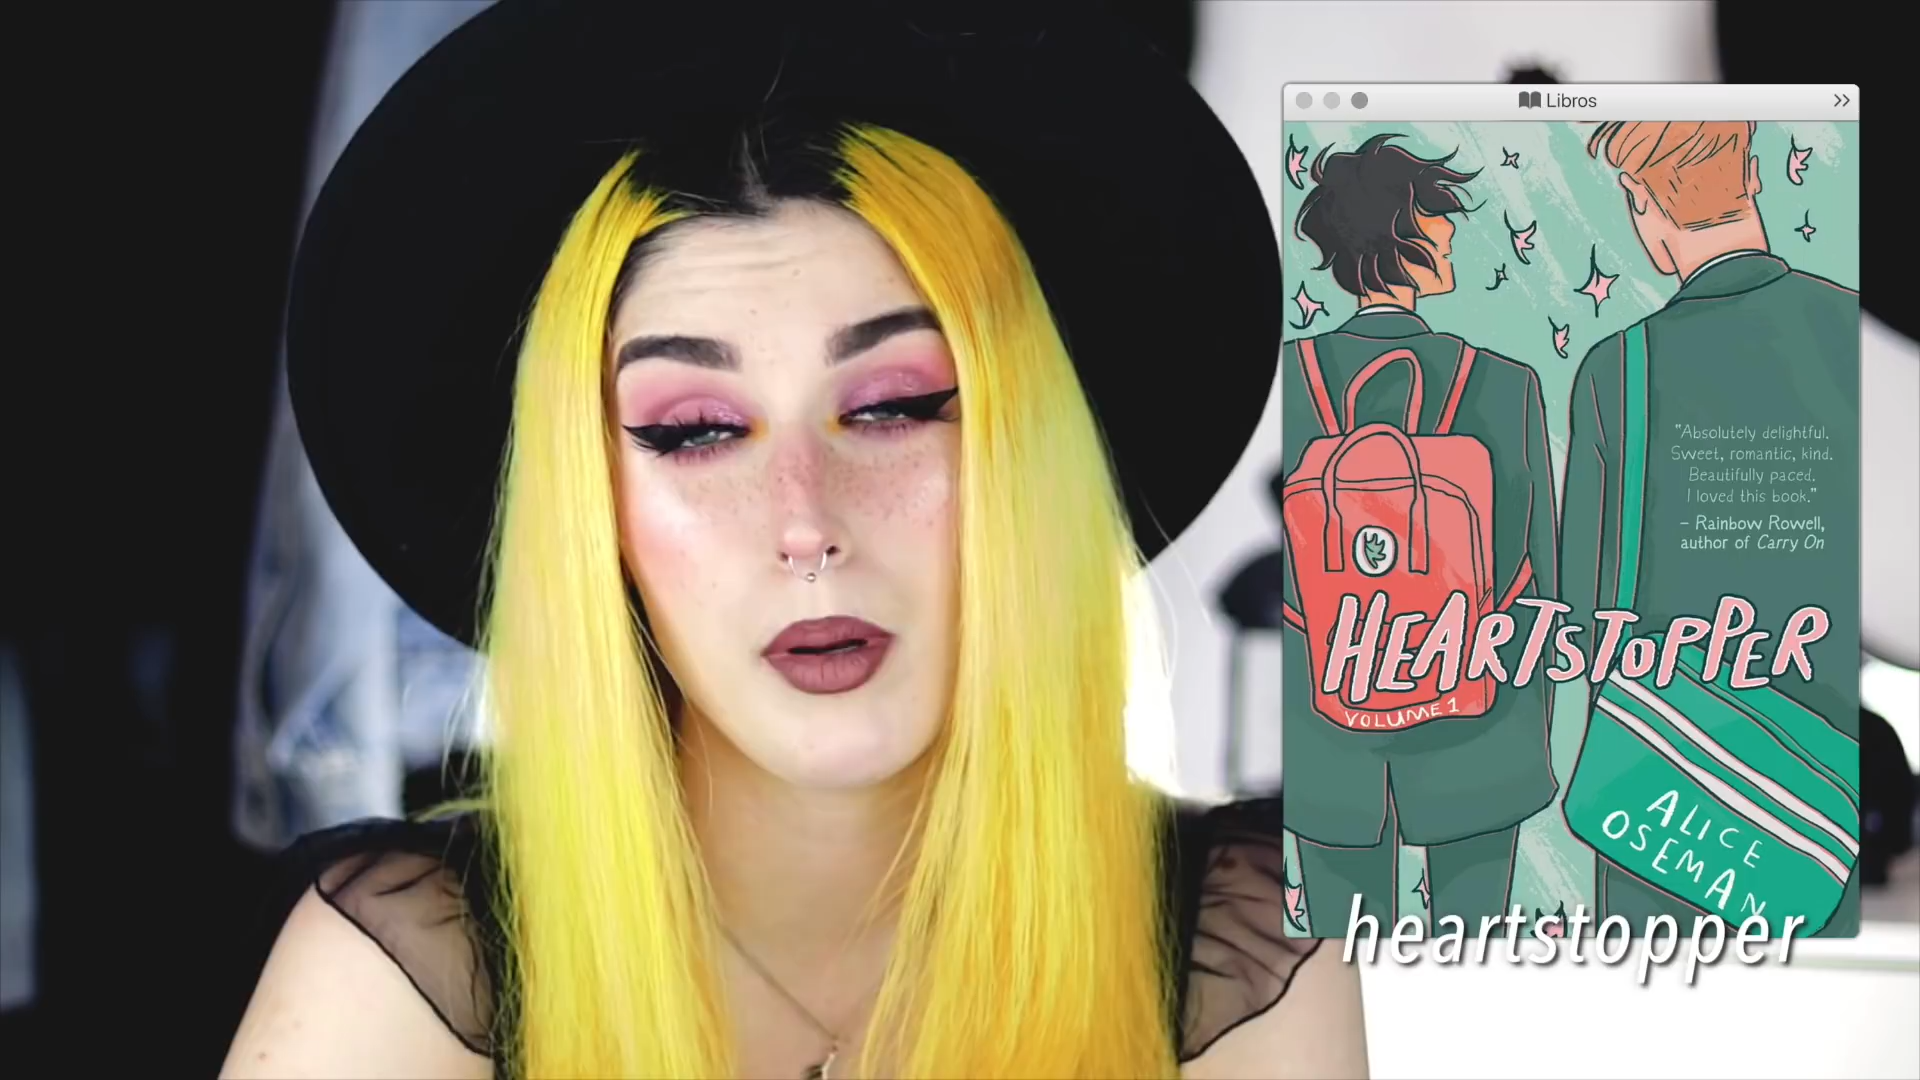 Libros
"Absolutely delightful.
Sweet, romantic, kind.
Beautifully paced.
I loved this book."
– Rainbow Rowell,
author of Carry On
HEARTSTOPPER
VOLUME 1
ALICE
OSEMAN
heartstopper